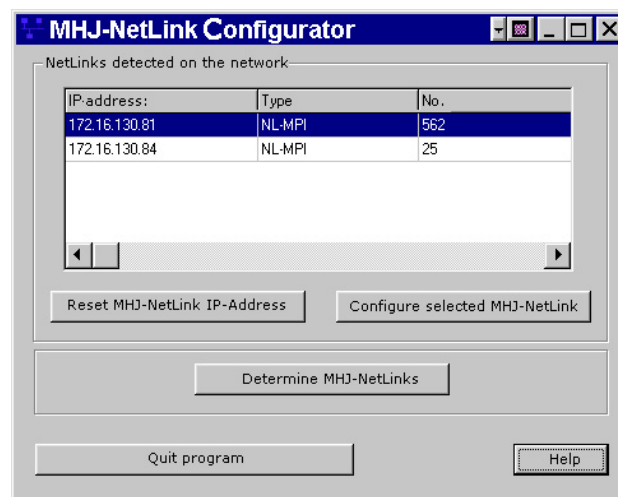 MHJ-NetLink Configurator
NetLinks detected on the network
IP-address: Type No.
172.16.130.81 NL-MPI 562
172.16.130.84 NL-MPI 25
Reset MHJ-NetLink IP-Address Configure selected MHJ-NetLink
Determine MHJ-NetLinks
Quit program Help